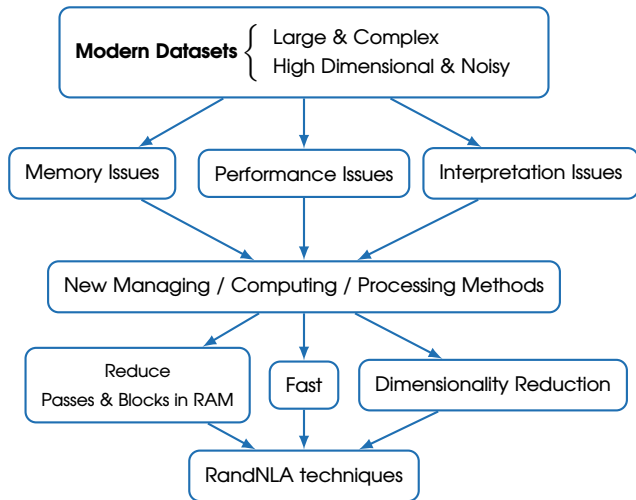 Modern Datasets
Large & Complex
High Dimensional & Noisy
Memory Issues
Performance Issues
Interpretation Issues
New Managing / Computing / Processing Methods
Reduce
Passes & Blocks in RAM
Fast
Dimensionality Reduction
RandNLA techniques